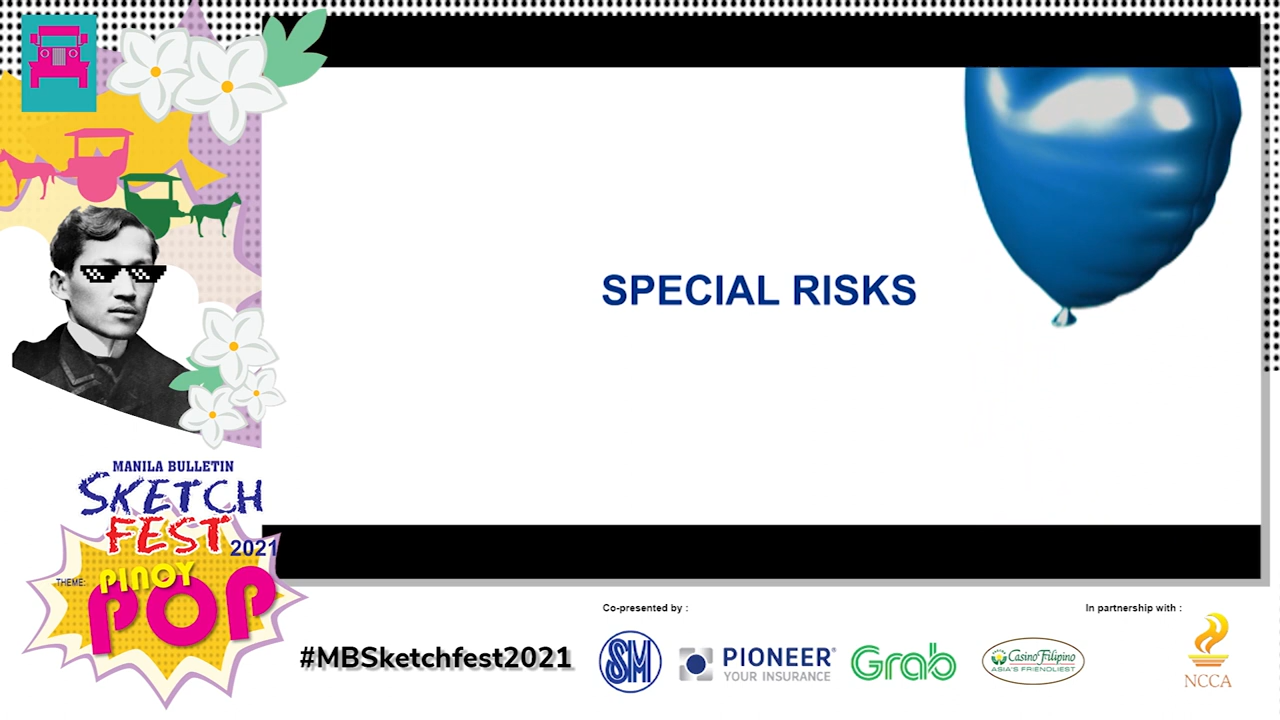 SPECIAL RISKS
MANILA BULLETIN
SKETCH
FEST
2021
THEME:
PINOY
POP
#MBSketchfest2021
Co-presented by :
SM
PIONEER®
YOUR INSURANCE
Grab
Casino Filipino
ASIA'S FRIENDLIEST
In partnership with :
NCCA